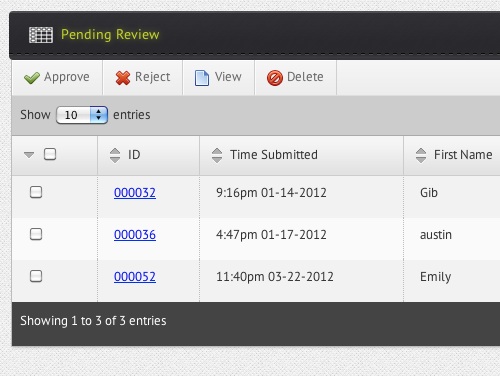 Pending Review
Approve Reject View Delete
Show 10 entries
ID Time Submitted First Name
000032 9:16pm 01-14-2012 Gib
000036 4:47pm 01-17-2012 austin
000052 11:40pm 03-22-2012 Emily
Showing 1 to 3 of 3 entries